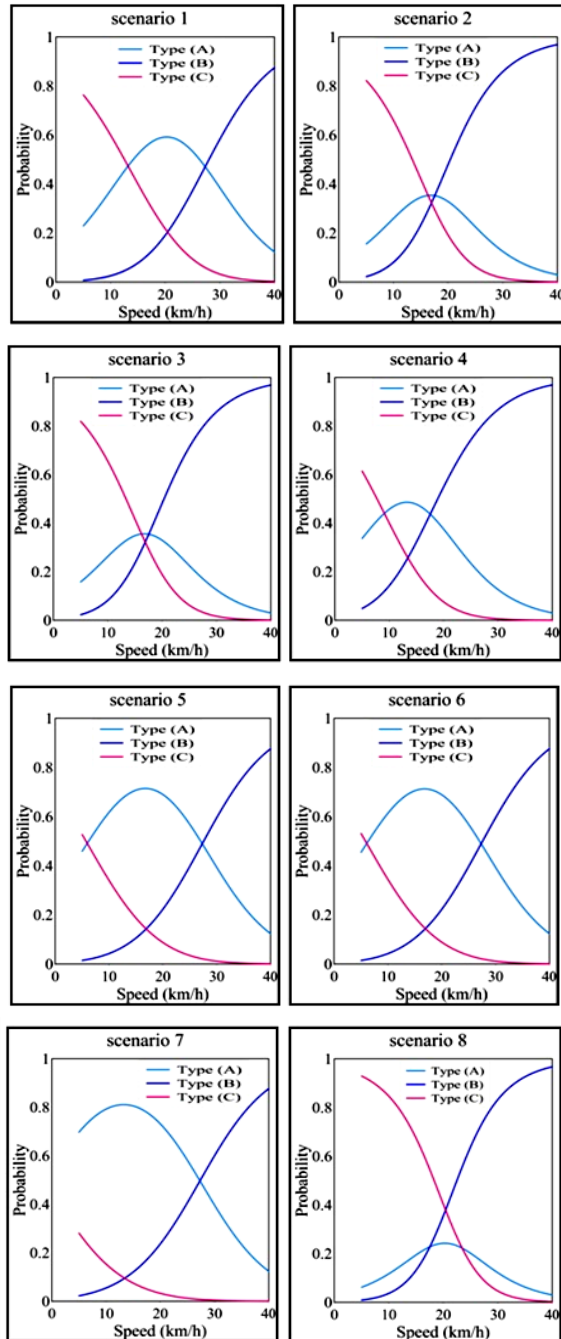 scenario 1
1
0.8
0.6
0.4
0.2
0
Probability
Type (A)
Type (B)
Type (C)
0 10 20 30 40
Speed (km/h)
scenario 2
1
0.8
0.6
0.4
0.2
0
Probability
Type (A)
Type (B)
Type (C)
0 10 20 30 40
Speed (km/h)
scenario 3
1
0.8
0.6
0.4
0.2
0
Probability
Type (A)
Type (B)
Type (C)
0 10 20 30 40
Speed (km/h)
scenario 4
1
0.8
0.6
0.4
0.2
0
Probability
Type (A)
Type (B)
Type (C)
0 10 20 30 40
Speed (km/h)
scenario 5
1
0.8
0.6
0.4
0.2
0
Probability
Type (A)
Type (B)
Type (C)
0 10 20 30 40
Speed (km/h)
scenario 6
1
0.8
0.6
0.4
0.2
0
Probability
Type (A)
Type (B)
Type (C)
0 10 20 30 40
Speed (km/h)
scenario 7
1
0.8
0.6
0.4
0.2
0
Probability
Type (A)
Type (B)
Type (C)
0 10 20 30 40
Speed (km/h)
scenario 8
1
0.8
0.6
0.4
0.2
0
Probability
Type (A)
Type (B)
Type (C)
0 10 20 30 40
Speed (km/h)